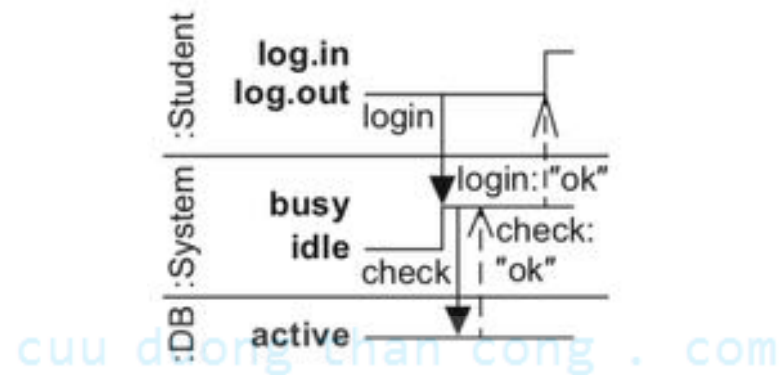 :Student
log.in
log.out
login
:System
busy
login: "ok"
idle
check
check:
"ok"
:DB
active
cuu duong than cong . com